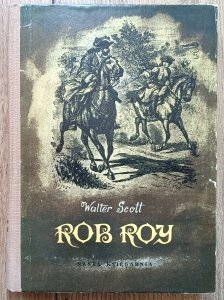 Walter Scott
ROB ROY
NASZA KSIĘGARNIA